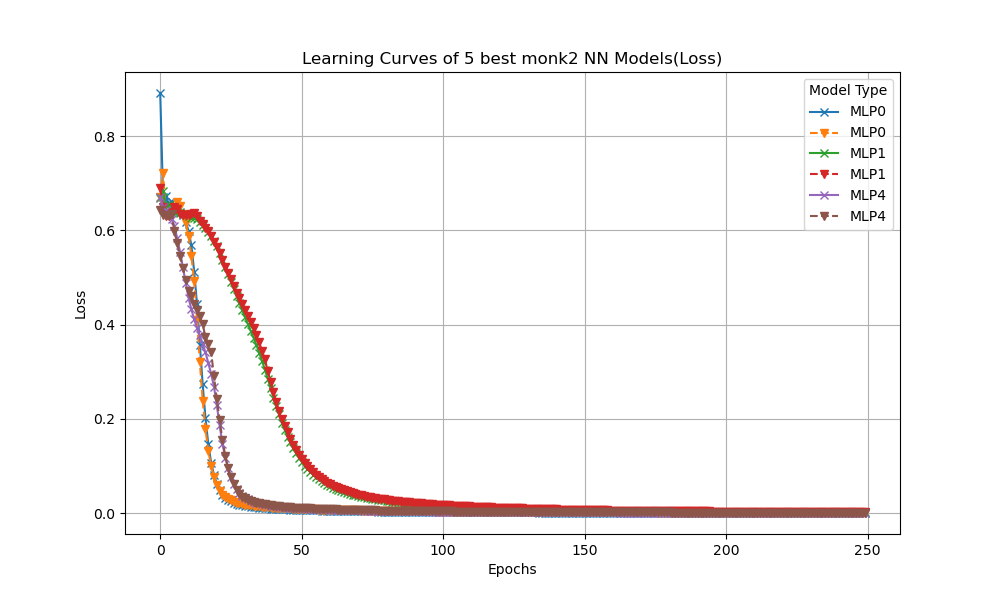 Learning Curves of 5 best monk2 NN Models(Loss)
Model Type
MLP0
MLP0
MLP1
MLP1
MLP4
MLP4
Loss
0.8
0.6
0.4
0.2
0.0
0 50 100 150 200 250
Epochs